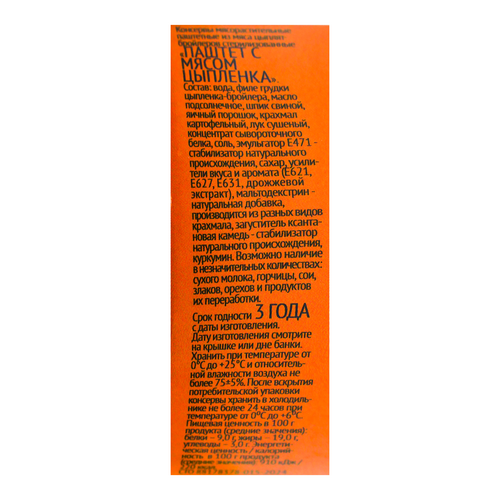 Консервы мясорастительные
паштетные из мяса цыплят
бройлеров стерилизованные
«ПАШТЕТ С
МЯСОМ
ЦЫПЛЕНКА».
Состав: вода, филе грудки
цыпленка-бройлера, масло
подсолнечное, шпик свиной,
яичный порошок, крахмал
картофельный, лук сушеный,
концентрат сывороточного
белка, соль, эмульгатор Е471 -
стабилизатор натурального
происхождения, сахар, усили-
тели вкуса и аромата (Е621,
Е627, Е631, дрожжевой
экстракт), мальтодекстрин -
натуральная добавка,
производится из разных видов
крахмала, загуститель ксанта-
новая камедь - стабилизатор
натурального происхождения,
куркумин. Возможно наличие
в незначительных количествах:
сухого молока, горчицы, сои,
злаков, орехов и продуктов
их переработки.
Срок годности 3 ГОДА
с даты изготовления.
Дату изготовления смотрите
на крышке или дне банки.
Хранить при температуре от
0°С до +25°С и относитель-
ной влажности воздуха не
более 75±5%. После вскрытия
потребительской упаковки
консервы хранить в холодиль-
нике не более 24 часов при
температуре от 0°С до +6°С.
Пищевая ценность в 100 г
продукта (средние значения):
белки - 9,0 г, жиры - 19,0 г,
углеводы - 3,0 г. Энергети-
ческая ценность / калорийность
в 100 г продукта
(средние значения): 910 кДж/